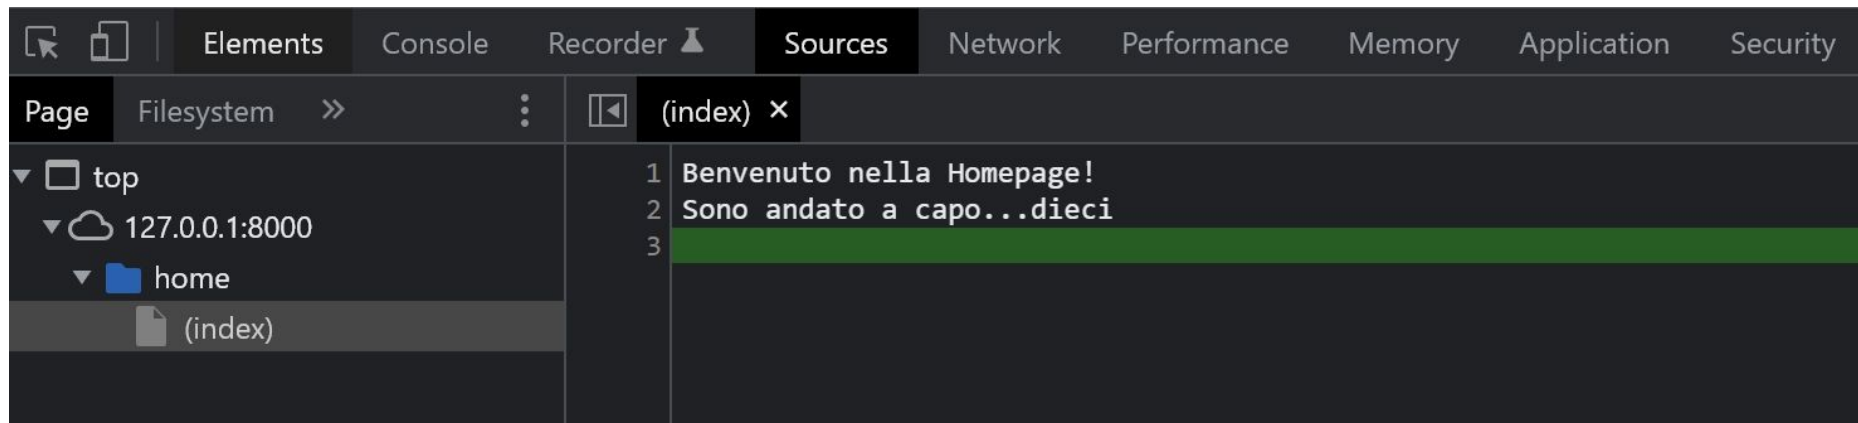 Elements Console Recorder Sources Network Performance Memory Application Security
Page Filesystem (index)
top
127.0.0.1:8000
home
(index)
1 Benvenuto nella Homepage!
2 Sono andato a capo...dieci
3